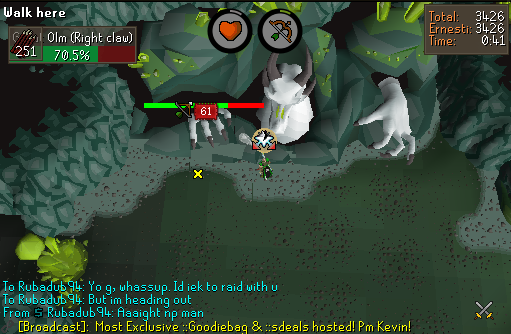 Walk here
Olm (Right claw)
251
70.5%
Total: 3426
Ernesti: 3426
Time: 0:41
61
To Rubadub94: Yo g, whassup. Id iek to raid with u
To Rubadub94: But im heading out
From S Rubadub94: Aaaight np man
[Broadcast]: Most Exclusive ::Goodiebag & ::sdeals hosted! Pm Kevin!